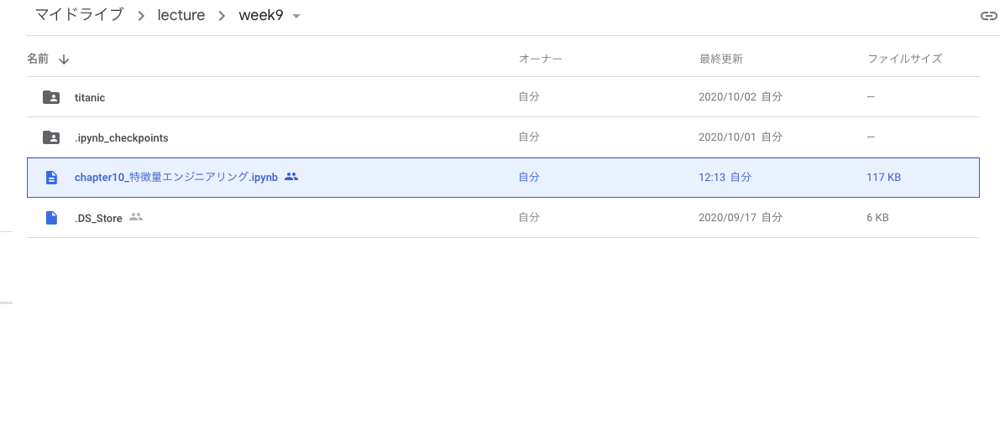 マイドライブ > lecture > week9
名前 ↓ オーナー 最終更新 ファイルサイズ
titanic 自分 2020/10/02 自分 —
.ipynb_checkpoints 自分 2020/10/01 自分 —
chapter10_特徴量エンジニアリング.ipynb 自分 12:13 自分 117 KB
.DS_Store 自分 2020/09/17 自分 6 KB